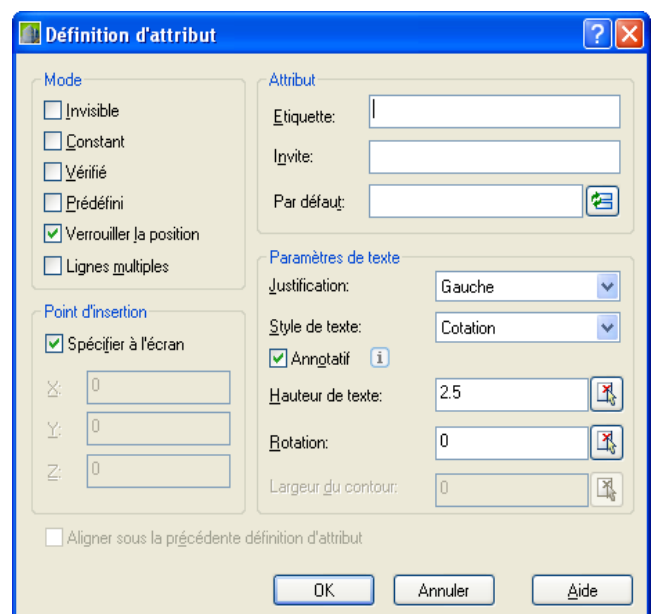 Définition d'attribut
Mode
Invisible
Constant
Vérifié
Prédéfini
Verrouiller la position
Lignes multiples
Point d'insertion
Spécifier à l'écran
X: 0
Y: 0
Z: 0
Attribut
Etiquette:
Invite:
Par défaut:
Paramètres de texte
Justification: Gauche
Style de texte: Cotation
Annotatif i
Hauteur de texte: 2.5
Rotation: 0
Largeur du contour: 0
Aligner sous la précédente définition d'attribut
OK Annuler Aide